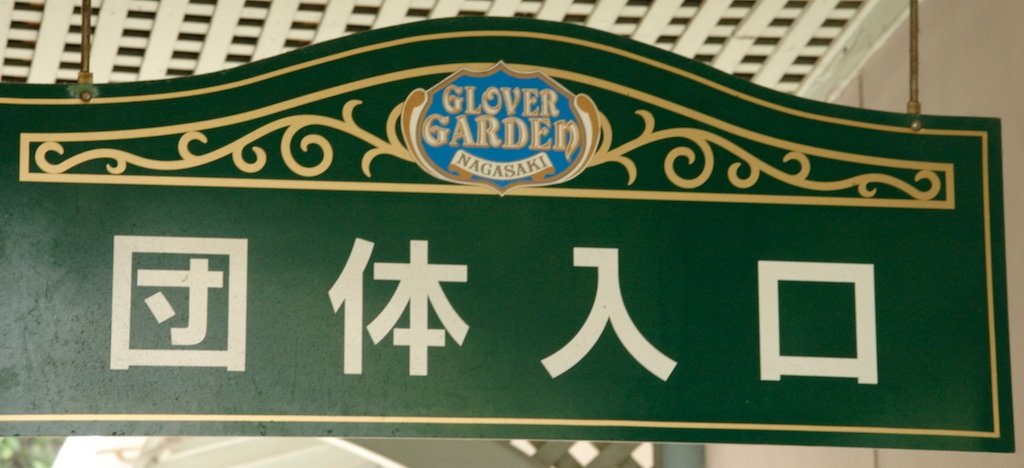 GLOVER
GARDEN
NAGASAKI
団体入口